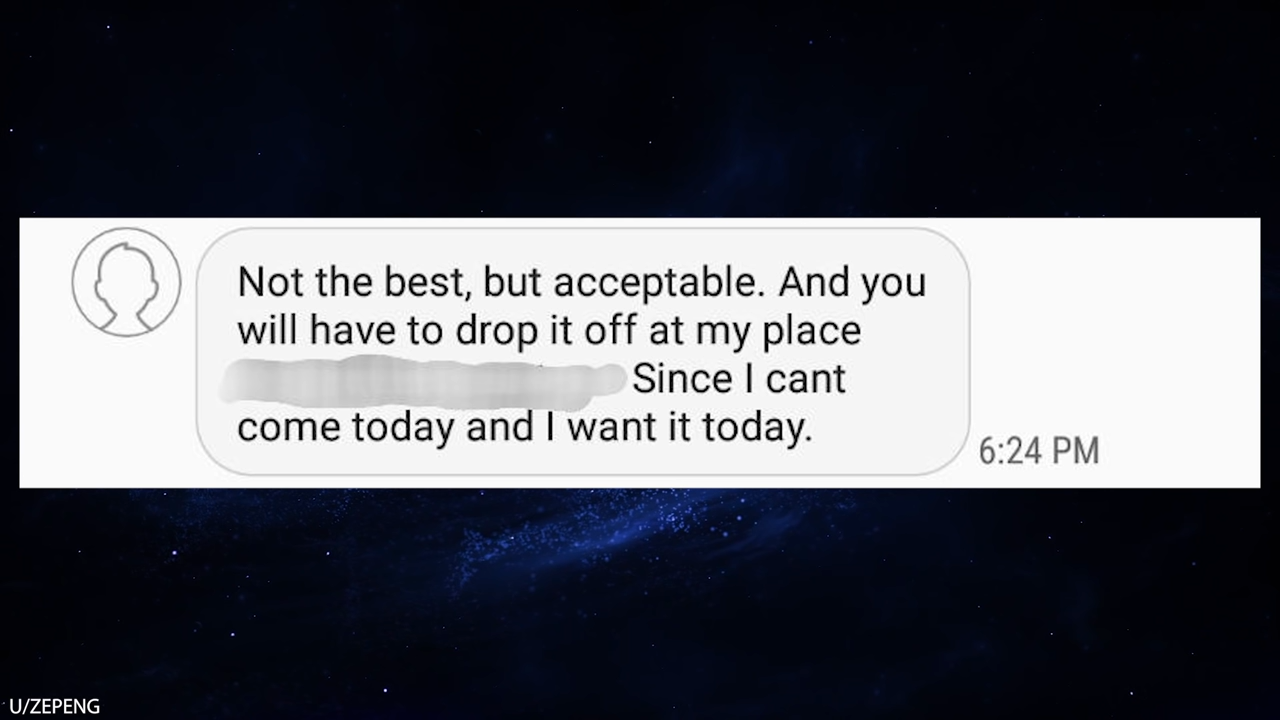 Not the best, but acceptable. And you
will have to drop it off at my place
Since I cant
come today and I want it today.
6:24 PM
U/ZEPENG